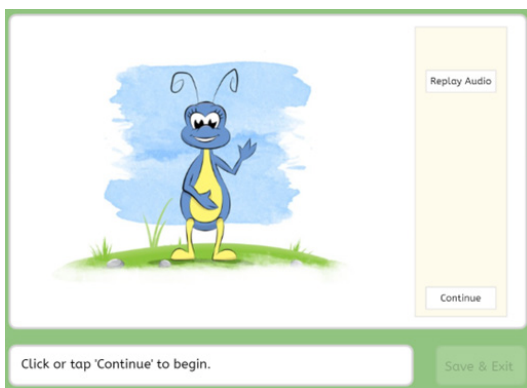 Replay Audio
Continue
Click or tap 'Continue' to begin.
Save & Exit